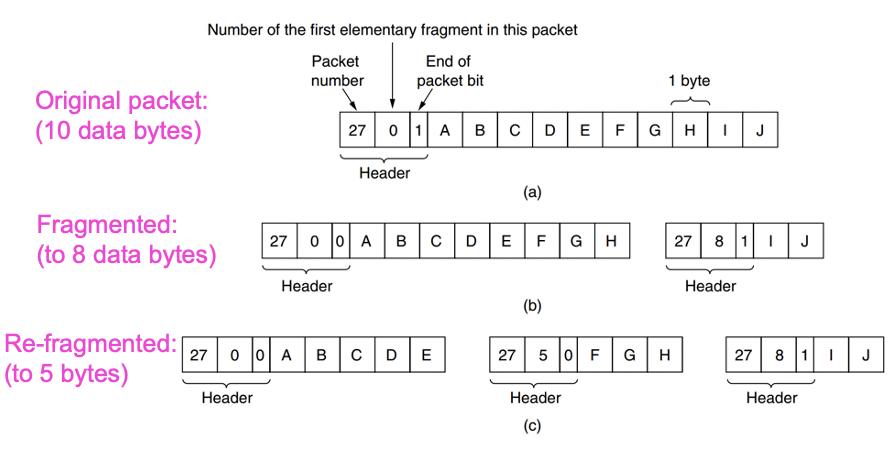 Number of the first elementary fragment in this packet
Packet number
End of packet bit
1 byte
Original packet:
(10 data bytes)
27 0 1 A B C D E F G H I J
Header
(a)
Fragmented:
(to 8 data bytes)
27 0 0 A B C D E F G H
27 8 1 I J
Header
Header
(b)
Re-fragmented:
(to 5 bytes)
27 0 0 A B C D E
27 5 0 F G H
27 8 1 I J
Header
Header
Header
(c)